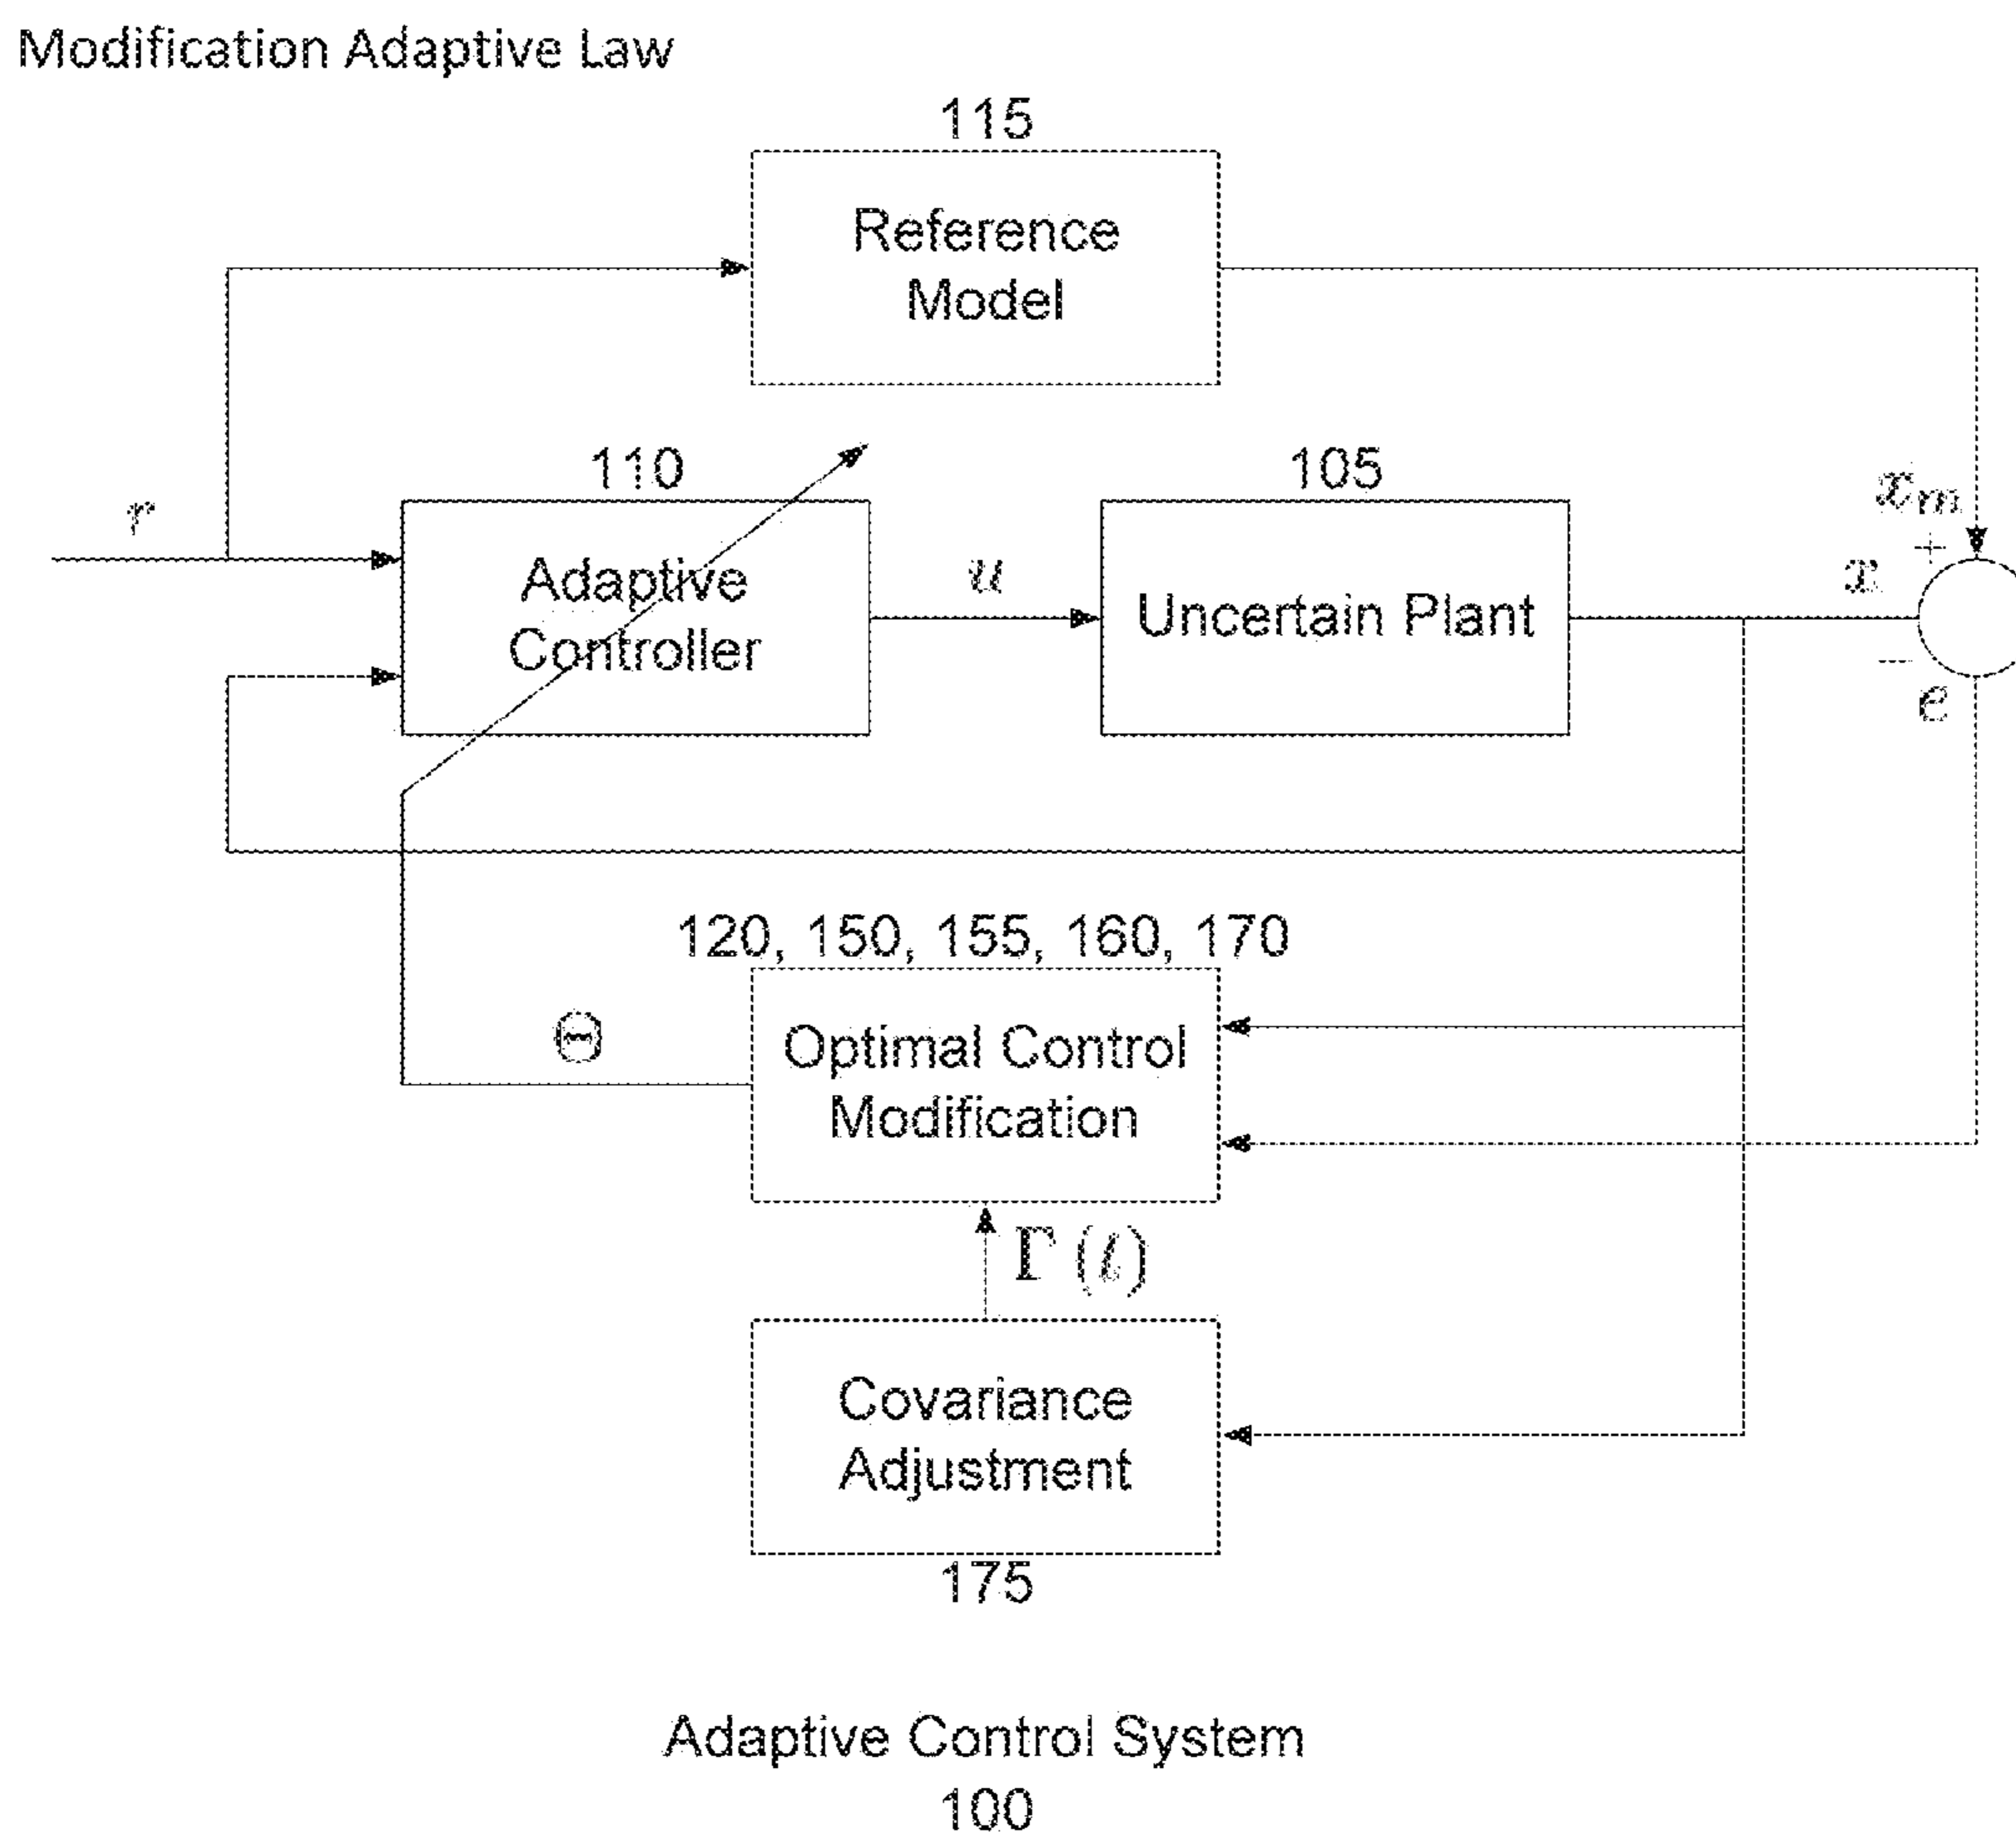 Modification Adaptive Law
115
Reference
Model
110
105
r
Adaptive
Controller
u
Uncertain Plant
x_m
+
x
−
e
120, 150, 155, 160, 170
Θ
Optimal Control
Modification
Γ (t)
Covariance
Adjustment
175
Adaptive Control System
100